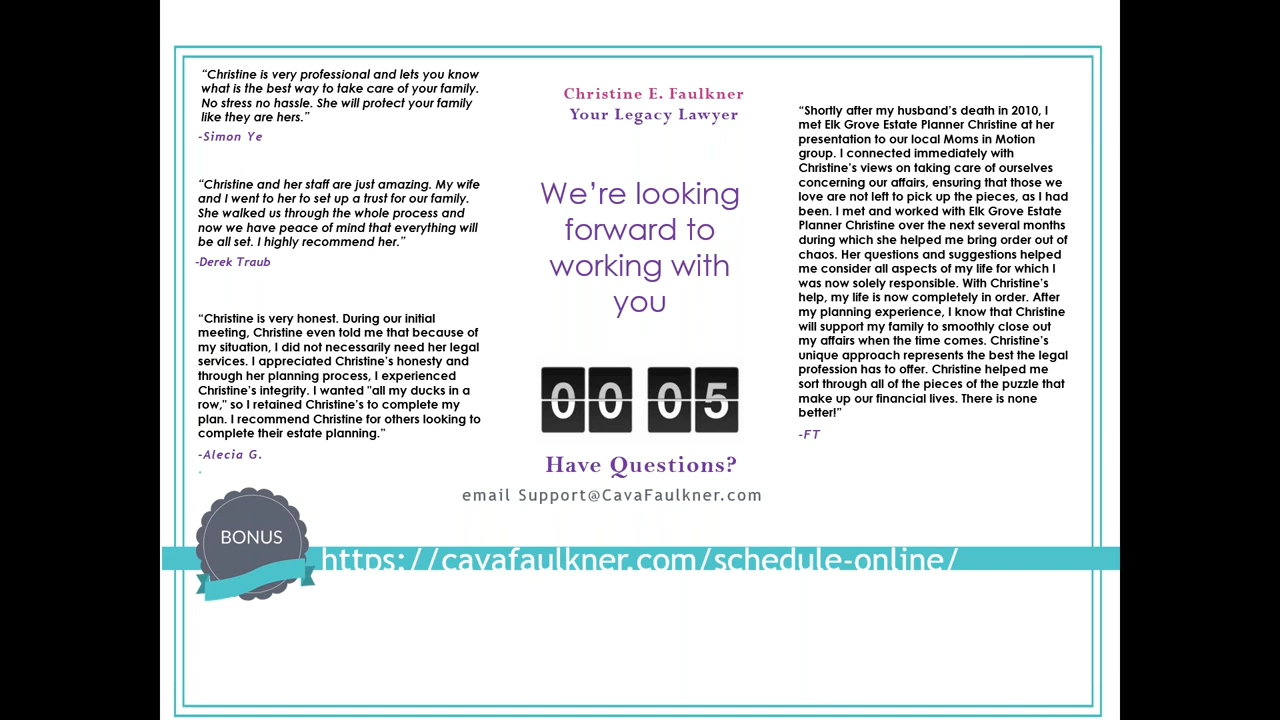 “Christine is very professional and lets you know
what is the best way to take care of your family.
No stress no hassle. She will protect your family
like they are hers.”
-Simon Ye
“Christine and her staff are just amazing. My wife
and I went to her to set up a trust for our family.
She walked us through the whole process and
now we have peace of mind that everything will
be all set. I highly recommend her.”
-Derek Traub
“Christine is very honest. During our initial
meeting, Christine even told me that because of
my situation, I did not necessarily need her legal
services. I appreciated Christine’s honesty and
through her planning process, I experienced
Christine’s integrity. I wanted "all my ducks in a
row," so I retained Christine’s to complete my
plan. I recommend Christine for others looking to
complete their estate planning.”
-Alecia G.
Christine E. Faulkner
Your Legacy Lawyer
We’re looking
forward to
working with
you
00 05
Have Questions?
email Support@CavaFaulkner.com
“Shortly after my husband’s death in 2010, I
met Elk Grove Estate Planner Christine at her
presentation to our local Moms in Motion
group. I connected immediately with
Christine’s views on taking care of ourselves
concerning our affairs, ensuring that those we
love are not left to pick up the pieces, as I had
been. I met and worked with Elk Grove Estate
Planner Christine over the next several months
during which she helped me bring order out of
chaos. Her questions and suggestions helped
me consider all aspects of my life for which I
was now solely responsible. With Christine’s
help, my life is now completely in order. After
my planning experience, I know that Christine
will support my family to smoothly close out
my affairs when the time comes. Christine’s
unique approach represents the best the legal
profession has to offer. Christine helped me
sort through all of the pieces of the puzzle that
make up our financial lives. There is none
better!”
-FT
BONUS
https://cavafaulkner.com/schedule-online/